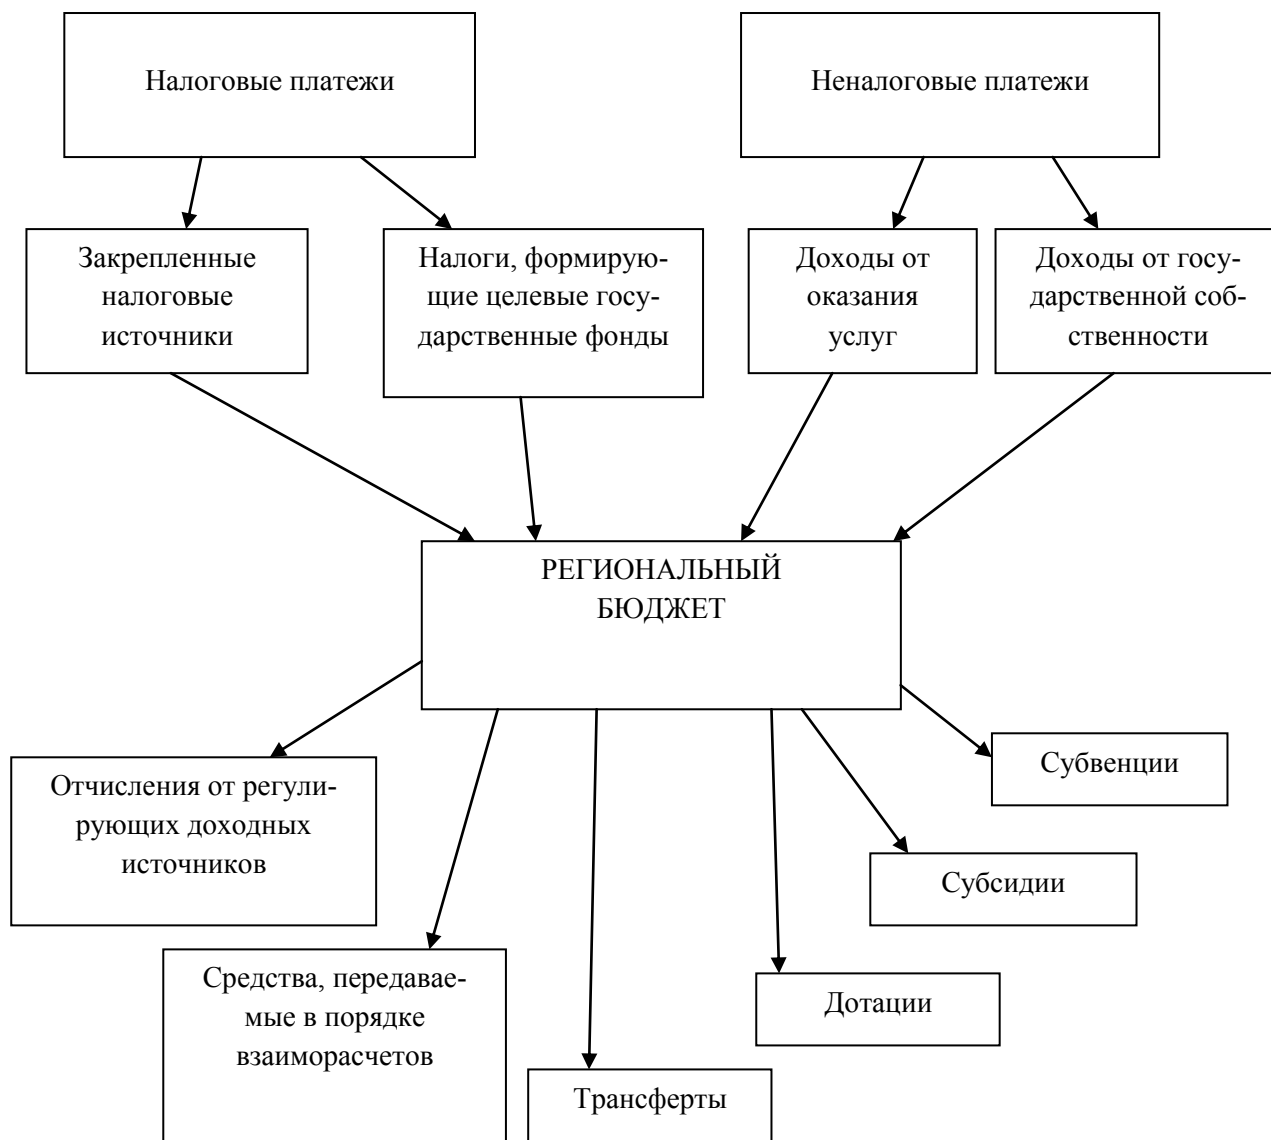 Налоговые платежи
Неналоговые платежи
Закрепленные
налоговые
источники
Налоги, формирую-
щие целевые госу-
дарственные фонды
Доходы от
оказания
услуг
Доходы от госу-
дарственной соб-
ственности
РЕГИОНАЛЬНЫЙ
БЮДЖЕТ
Отчисления от регули-
рующих доходных
источников
Субвенции
Субсидии
Средства, передавае-
мые в порядке
взаиморасчетов
Дотации
Трансферты